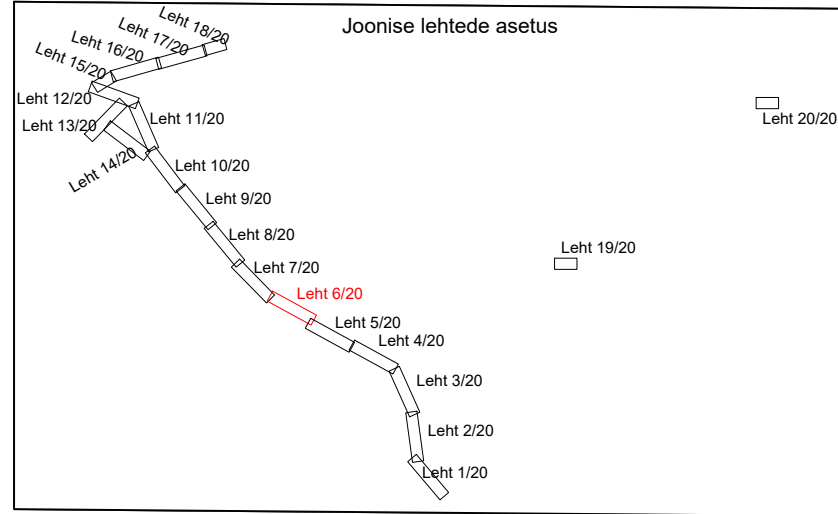 Joonise lehtede asetus
Leht 18/20
Leht 17/20
Leht 16/20
Leht 15/20
Leht 12/20
Leht 11/20
Leht 13/20
Leht 14/20
Leht 10/20
Leht 9/20
Leht 8/20
Leht 7/20
Leht 6/20
Leht 5/20
Leht 4/20
Leht 3/20
Leht 2/20
Leht 1/20
Leht 20/20
Leht 19/20